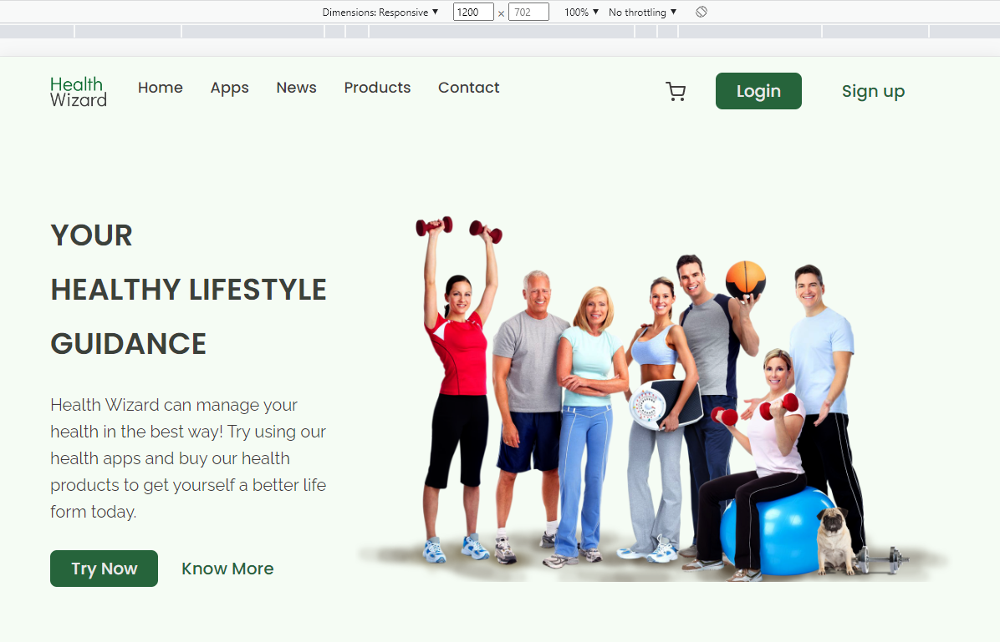 Dimensions: Responsive ▼ 1200 × 702 100% ▼ No throttling ▼
Health
Wizard
Home Apps News Products Contact
Login Sign up
YOUR
HEALTHY LIFESTYLE
GUIDANCE
Health Wizard can manage your
health in the best way! Try using our
health apps and buy our health
products to get yourself a better life
form today.
Try Now Know More